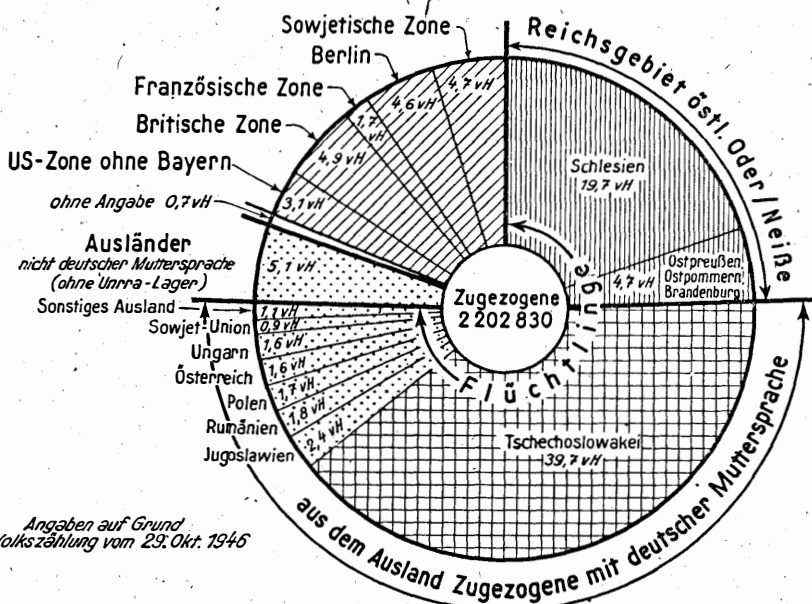 Sowjetische Zone
Berlin
Französische Zone
Britische Zone
US-Zone ohne Bayern
ohne Angabe 0,7 vH
Ausländer
nicht deutscher Muttersprache
(ohne Unrra-Lager)
Sonstiges Ausland
Sowjet-Union
Ungarn
Österreich
Polen
Rumänien
Jugoslawien
4,7 vH
4,6 vH
1,7
vH
4,9 vH
3,1 vH
5,1 vH
1,1 vH
0,9 vH
1,6 vH
1,6 vH
1,7 vH
1,8 vH
2,4 vH
Reichsgebiet östl. Oder/Neiße
Schlesien
19,7 vH
Ostpreußen,
4,7 vH
Ostpommern,
Brandenburg
Zugezogene
2 202 830
Flüchtlinge
Tschechoslowakei
39,7 vH
aus dem Ausland Zugezogene mit deutscher Muttersprache
Angaben auf Grund
Volkszählung vom 29. Okt. 1946